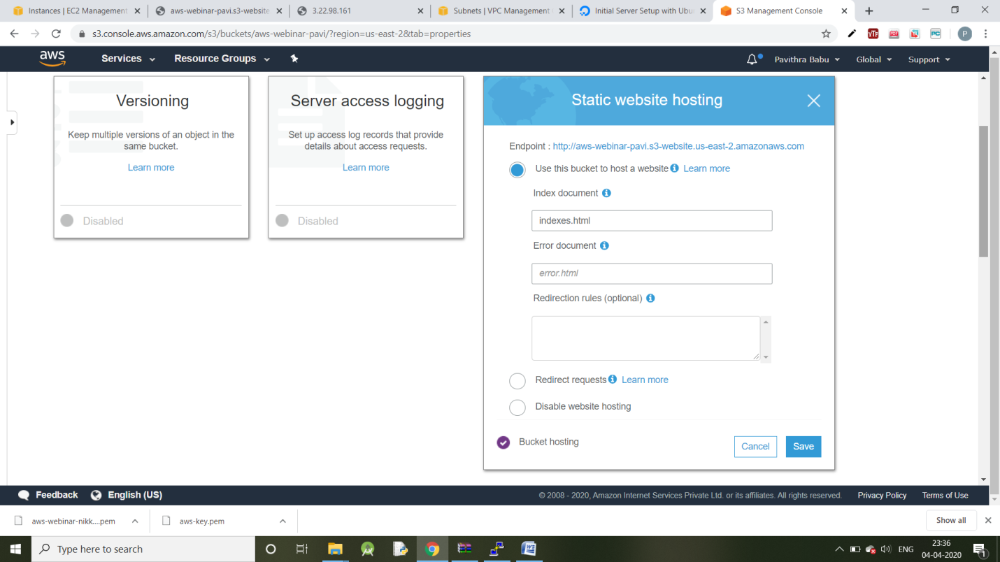 Instances | EC2 Management
aws-webinar-pavi.s3-website
3.22.98.161
Subnets | VPC Management
Initial Server Setup with Ubu
S3 Management Console
s3.console.aws.amazon.com/s3/buckets/aws-webinar-pavi/?region=us-east-2&tab=properties
YTF
PDF
PC
P
aws
Services
Resource Groups
Pavithra Babu
Global
Support
Versioning
Keep multiple versions of an object in the
same bucket.
Learn more
Disabled
Server access logging
Set up access log records that provide
details about access requests.
Learn more
Disabled
Static website hosting
Endpoint : http://aws-webinar-pavi.s3-website.us-east-2.amazonaws.com
Use this bucket to host a website Learn more
Index document
indexes.html
Error document
error.html
Redirection rules (optional)
Redirect requests Learn more
Disable website hosting
Bucket hosting
Cancel
Save
Feedback
English (US)
© 2008 - 2020, Amazon Internet Services Private Ltd. or its affiliates. All rights reserved.
Privacy Policy
Terms of Use
aws-webinar-nikk....pem
aws-key.pem
Show all
Type here to search
ENG
23:36
04-04-2020
1